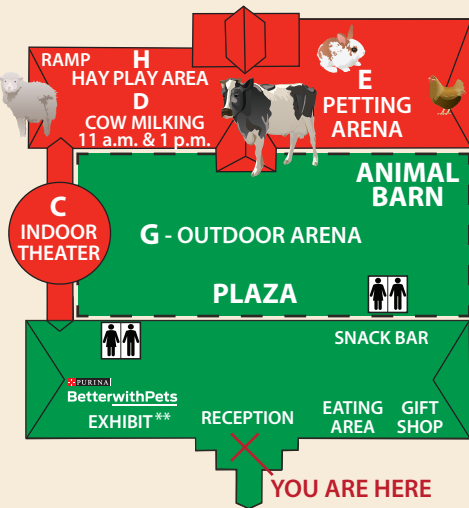 RAMP
H
HAY PLAY AREA
D
COW MILKING
11 a.m. & 1 p.m.
E
PETTING
ARENA
ANIMAL
BARN
C
INDOOR
THEATER
G - OUTDOOR ARENA
PLAZA
SNACK BAR
PURINA
BetterwithPets
EXHIBIT**
RECEPTION
EATING
AREA
GIFT
SHOP
YOU ARE HERE